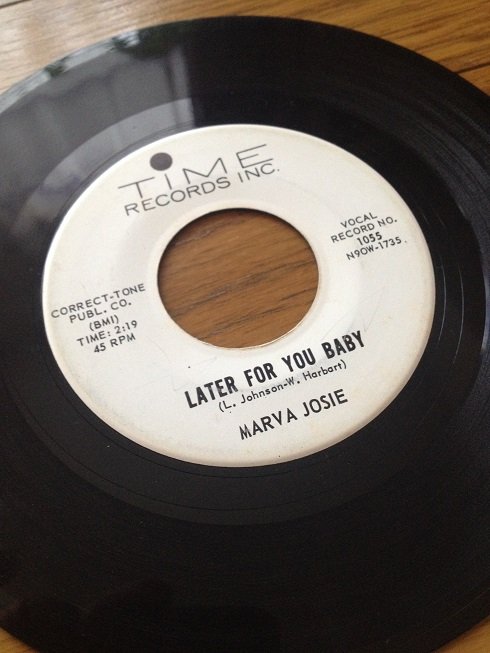 TIME
RECORDS INC.
VOCAL
RECORD NO.
1055
N9OW-1735
CORRECT-TONE
PUBL. CO.
(BMI)
TIME: 2:19
45 RPM
LATER FOR YOU BABY
(L. Johnson-W. Harbart)
MARVA JOSIE